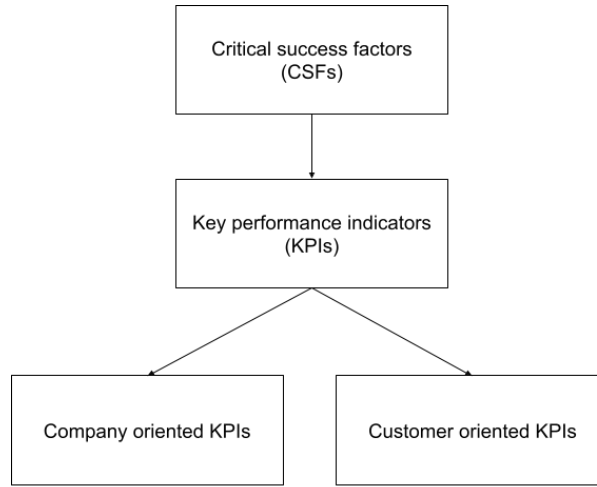 Critical success factors
(CSFs)
Key performance indicators
(KPIs)
Company oriented KPIs
Customer oriented KPIs